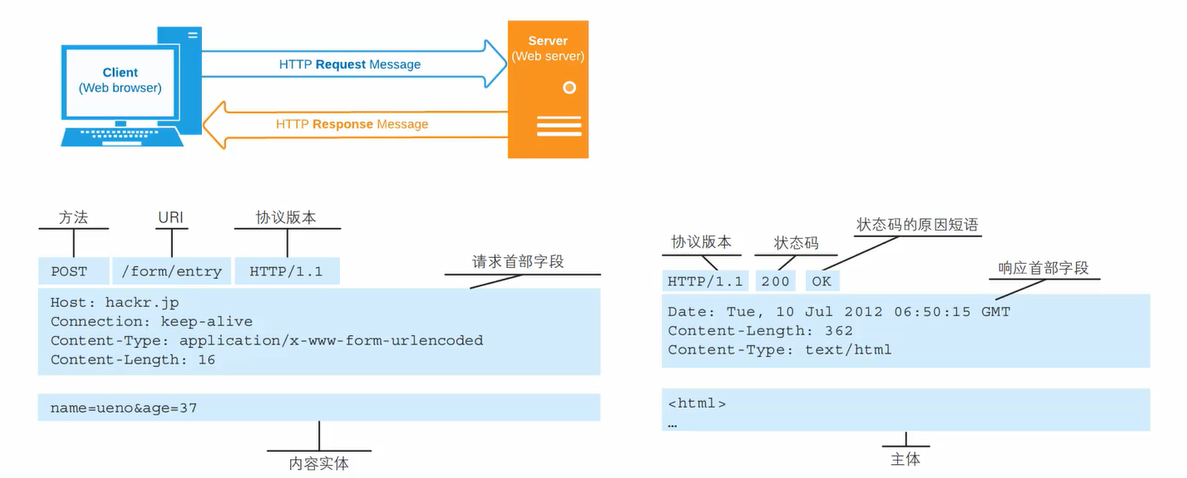 Client
(Web browser)
HTTP Request Message
HTTP Response Message
Server
(Web server)
方法
URI
协议版本
POST
/form/entry
HTTP/1.1
请求首部字段
Host: hackr.jp
Connection: keep-alive
Content-Type: application/x-www-form-urlencoded
Content-Length: 16
name=ueno&age=37
内容实体
协议版本
状态码
状态码的原因短语
HTTP/1.1
200
OK
响应首部字段
Date: Tue, 10 Jul 2012 06:50:15 GMT
Content-Length: 362
Content-Type: text/html
<html>
…
主体